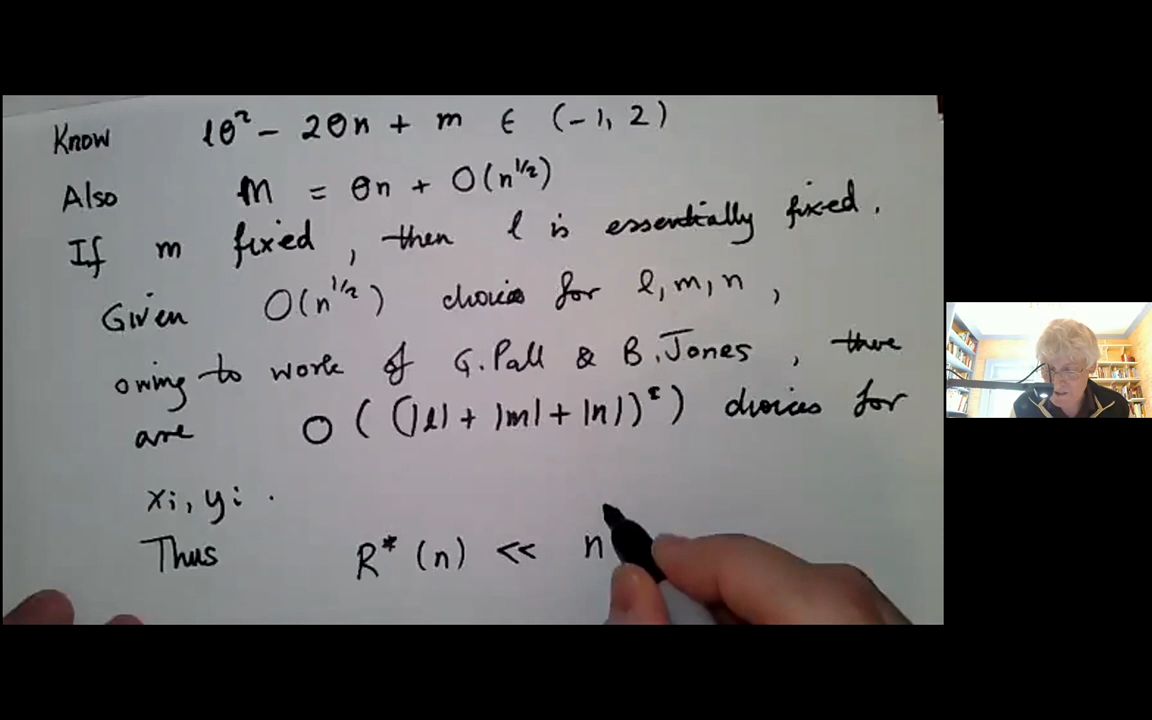 Know lθ² - 2θn + m ∈ (-1, 2)
Also m = θn + O(n^{1/2})
If m fixed, then l is essentially fixed.
Given O(n^{1/2}) choices for l, m, n,
owing to work of G. Pall & B. Jones, there
are O((|l| + |m| + |n|)^ε) choices for
xi, yi.
Thus R*(n) << n